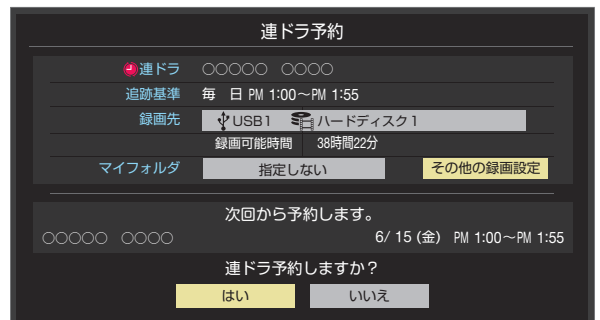 連ドラ予約
連ドラ ○○○○○ ○○○○
追跡基準 毎 日 PM 1:00~PM 1:55
録画先 USB1 ハードディスク1
録画可能時間 38時間22分
マイフォルダ 指定しない その他の録画設定
次回から予約します。
○○○○○ ○○○○ 6/ 15 (金) PM 1:00~PM 1:55
連ドラ予約しますか?
はい いいえ